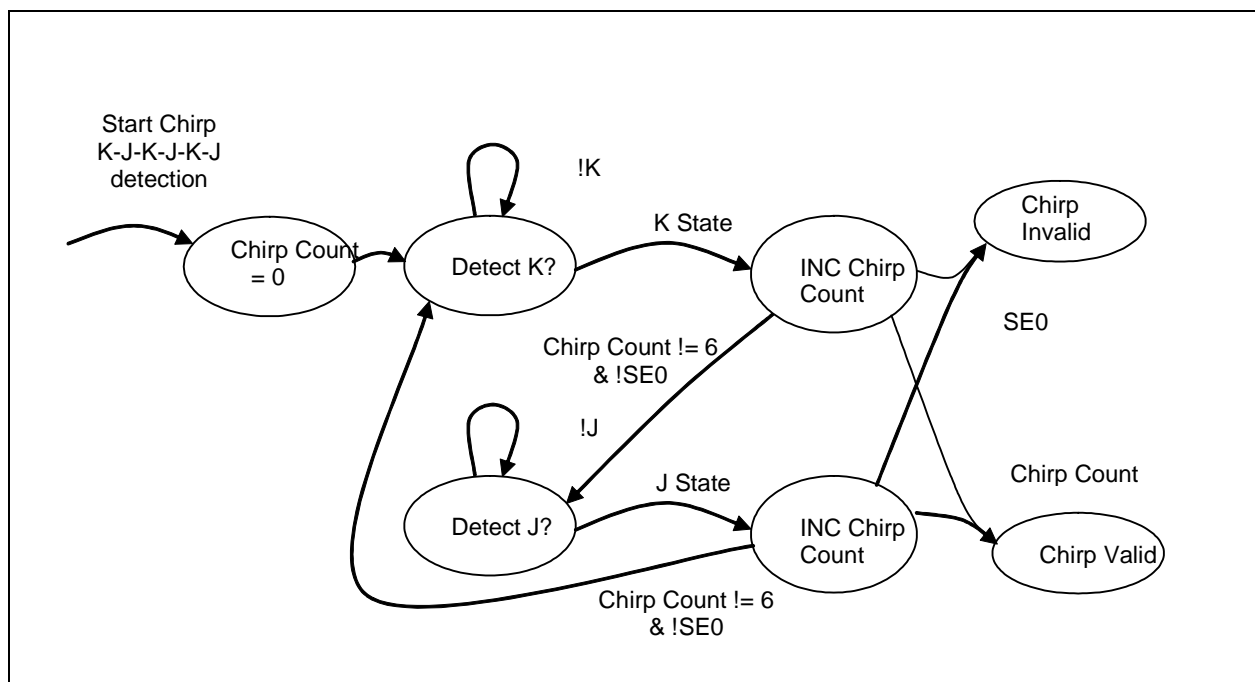 Start Chirp
K-J-K-J-K-J
detection
!K
K State
Chirp
Invalid
Chirp Count
= 0
Detect K?
INC Chirp
Count
SE0
Chirp Count != 6
& !SE0
!J
J State
Chirp Count
Detect J?
INC Chirp
Count
Chirp Valid
Chirp Count != 6
& !SE0